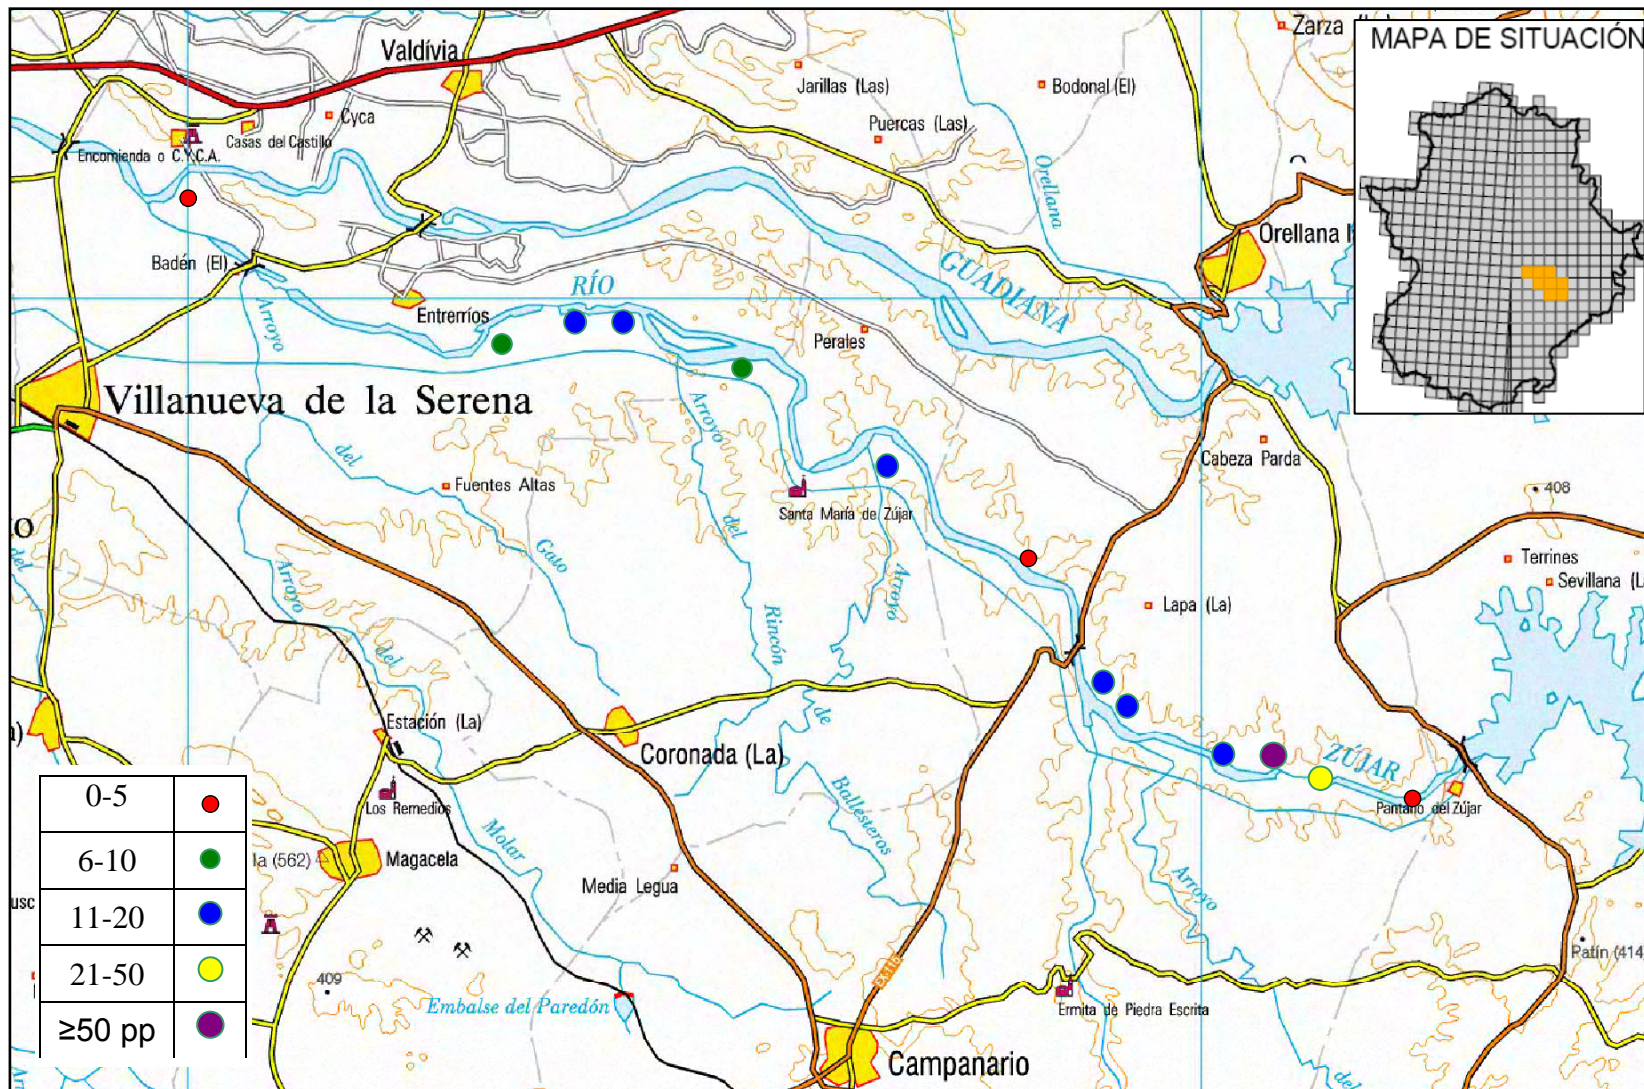 MAPA DE SITUACIÓN
Zarza
Valdívia
Jarillas (Las)
Bodonal (El)
Cyca
Puercas (Las)
Casas del Castillo
Encomienda o C.Y.C.A.
Orellana
Orellana
Badén (El)
GUADIANA
RÍO
Entrerríos
Arroyo
Perales
Villanueva de la Serena
Arroyo
del
Cabeza Parda
Fuentes Altas
408
Santa María de Zújar
del
del
Gato
Terrines
Arroyo
Arroyo
Sevillana
Lapa (La)
Rincón
del
de
Estación (La)
Coronada (La)
ZÚJAR
Pantano del Zújar
Los Remedios
Ballesteros
Molar
la (562)
Magacela
Media Legua
Arroyo
0-5
6-10
11-20
21-50
≥50 pp
409
Patín (414
Embalse del Paredón
Ermita de Piedra Escrita
Campanario
del